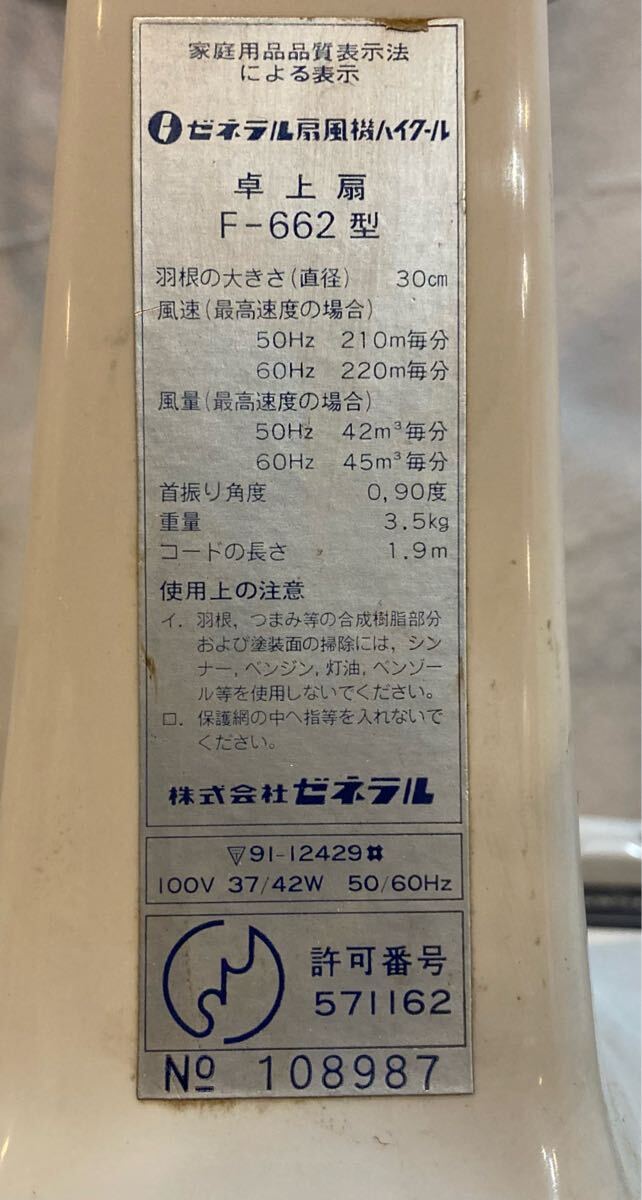 家庭用品品質表示法
による表示
ゼネラル扇風機ハイクール
卓上扇
F-662型
羽根の大きさ(直径) 30cm
風速(最高速度の場合)
50Hz 210m毎分
60Hz 220m毎分
風量(最高速度の場合)
50Hz 42m³毎分
60Hz 45m³毎分
首振り角度 0,90度
重量 3.5kg
コードの長さ 1.9m
使用上の注意
イ. 羽根, つまみ等の合成樹脂部分
および塗装面の掃除には, シン
ナー, ベンジン, 灯油, ベンゾー
ル等を使用しないでください。
ロ. 保護網の中へ指等を入れないで
ください。
株式会社ゼネラル
▽91-12429⌗
100V 37/42W 50/60Hz
許可番号
571162
No 108987